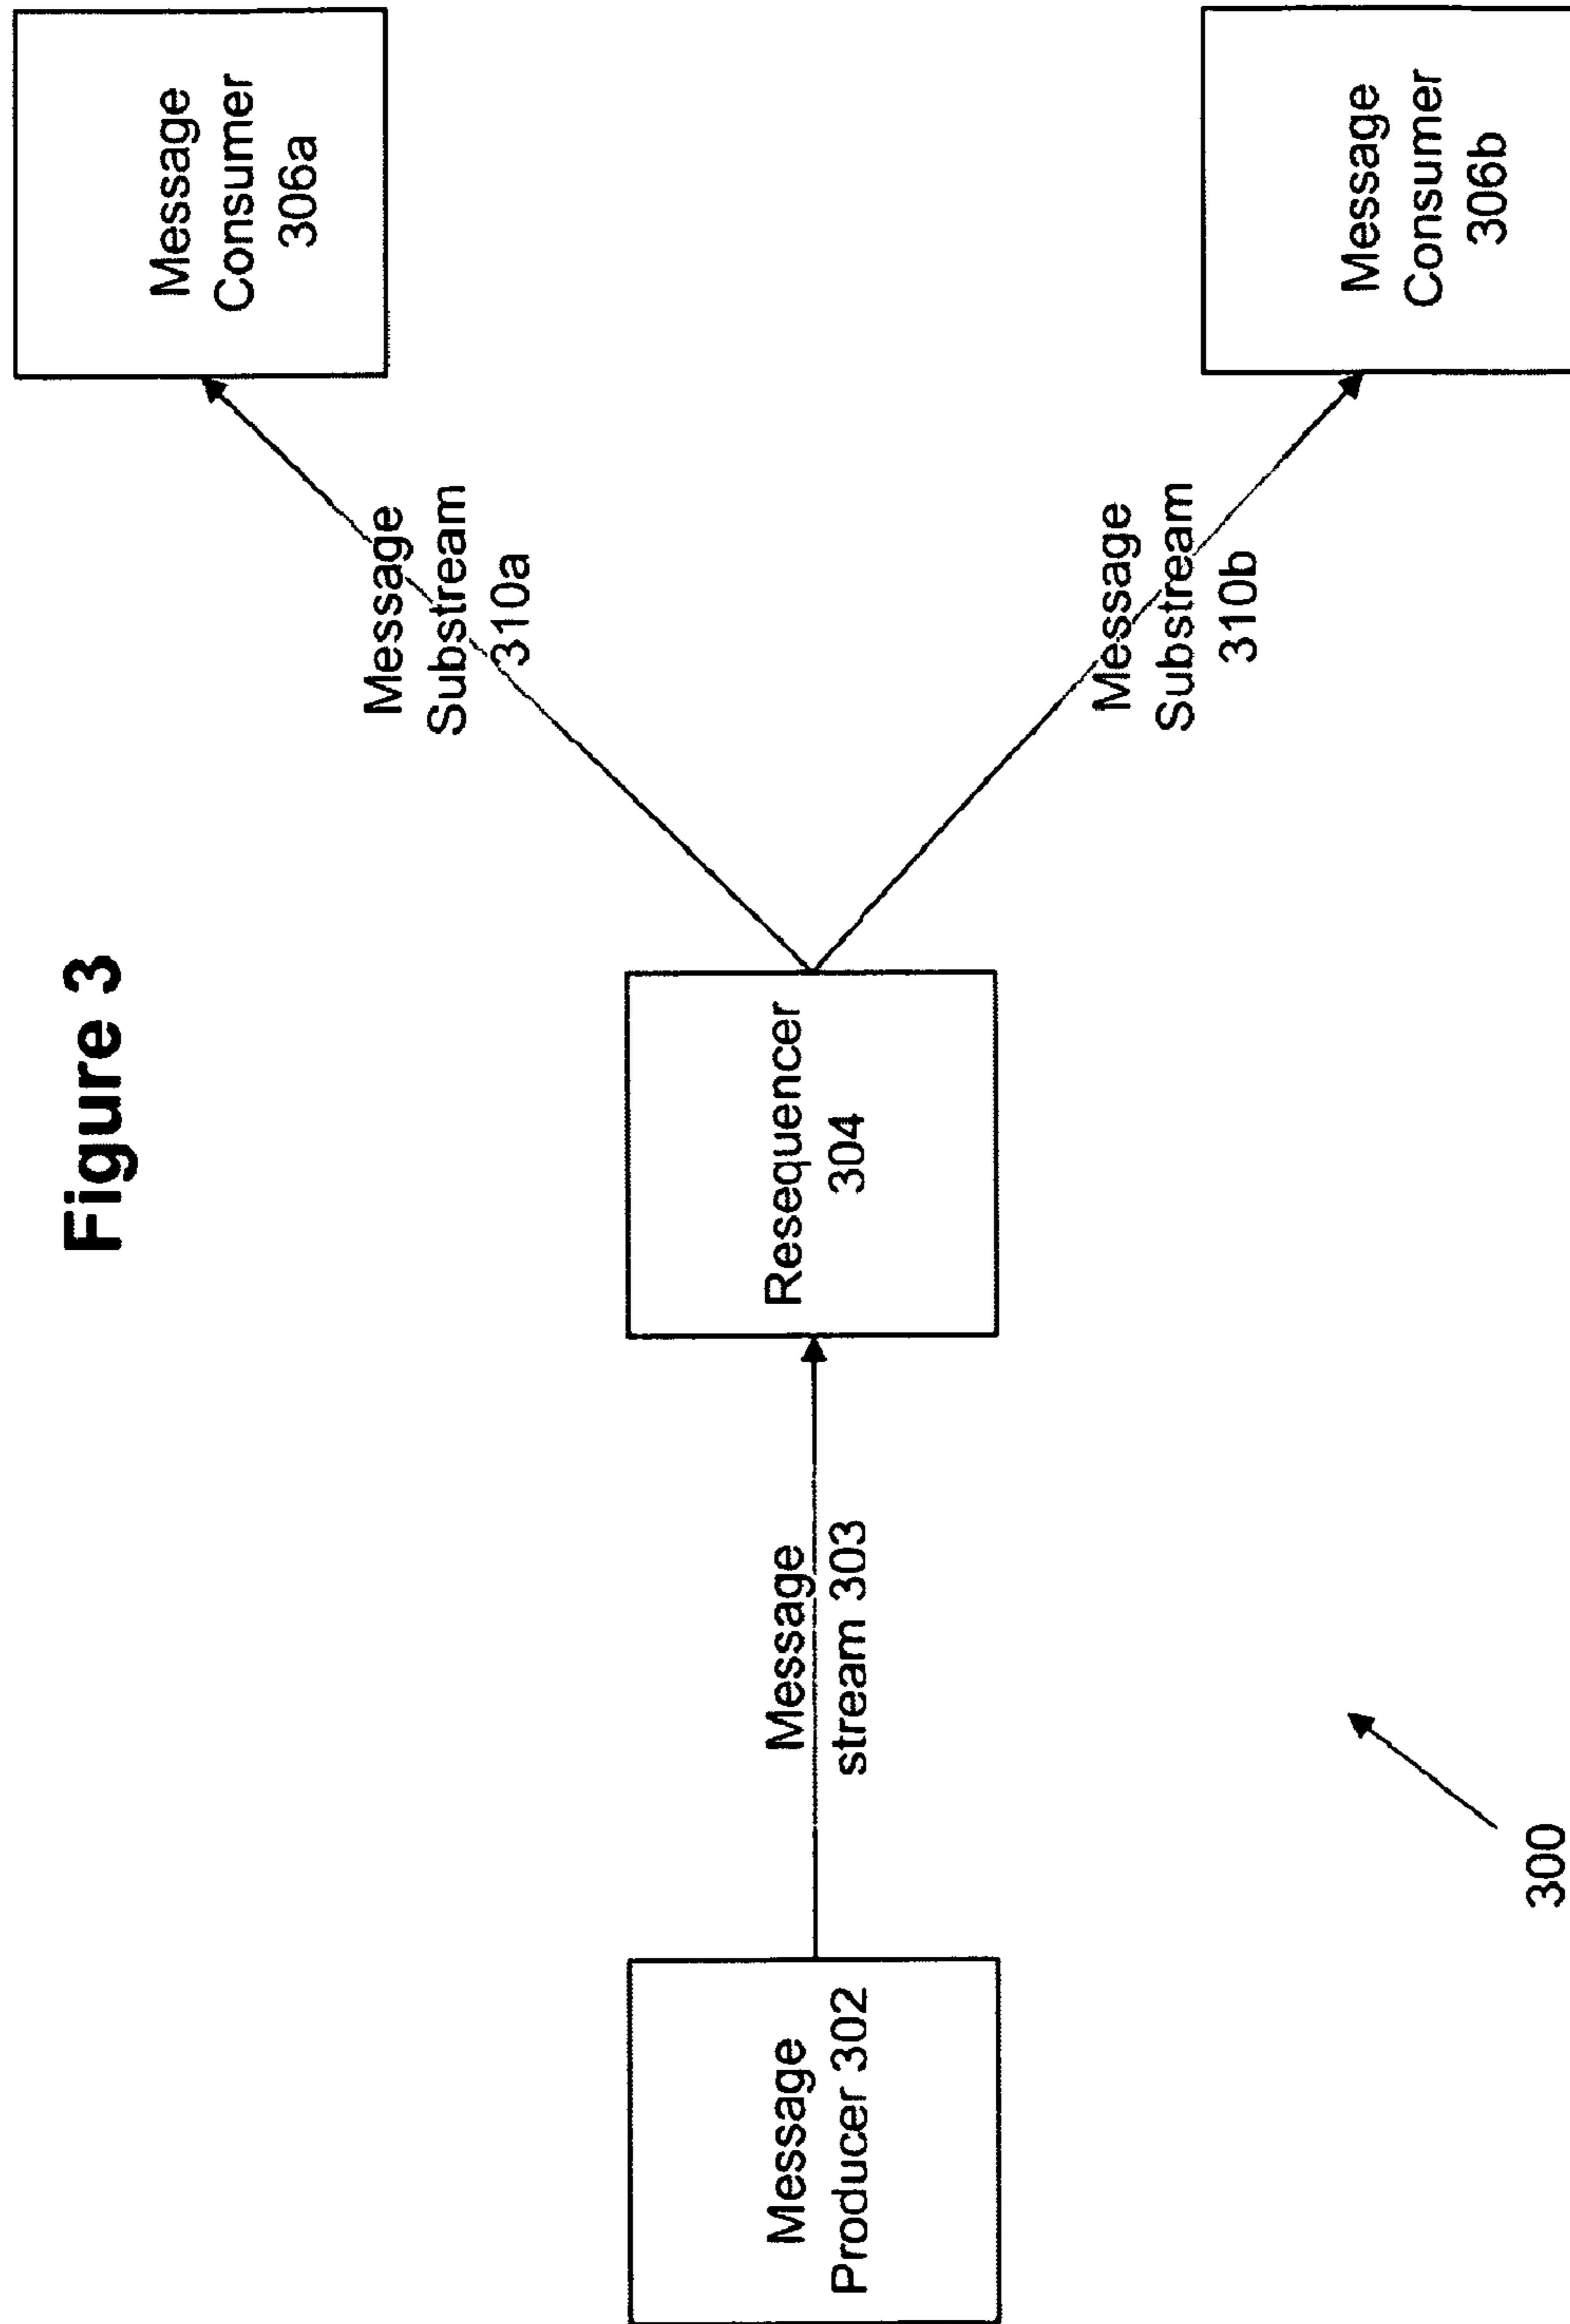 Figure 3
Message
Producer 302
Message
stream 303
Resequencer
304
Message
Substream
310a
Message
Consumer
306a
Message
Substream
310b
Message
Consumer
306b
300